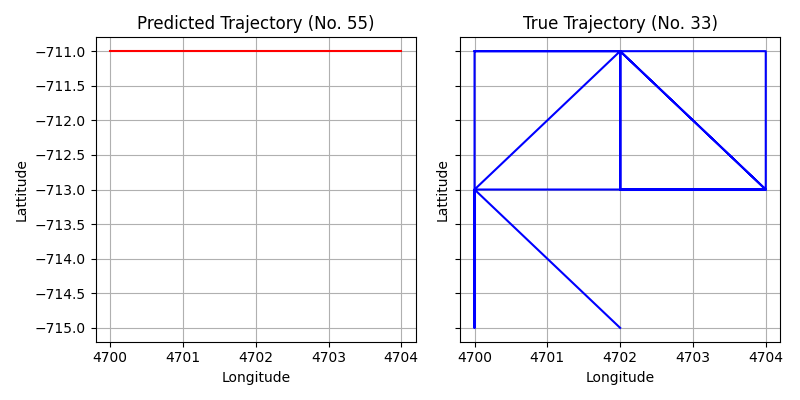 Predicted Trajectory (No. 55)
True Trajectory (No. 33)
−711.0
−711.5
−712.0
−712.5
−713.0
−713.5
−714.0
−714.5
−715.0
Lattitude
Lattitude
4700 4701 4702 4703 4704
4700 4701 4702 4703 4704
Longitude
Longitude